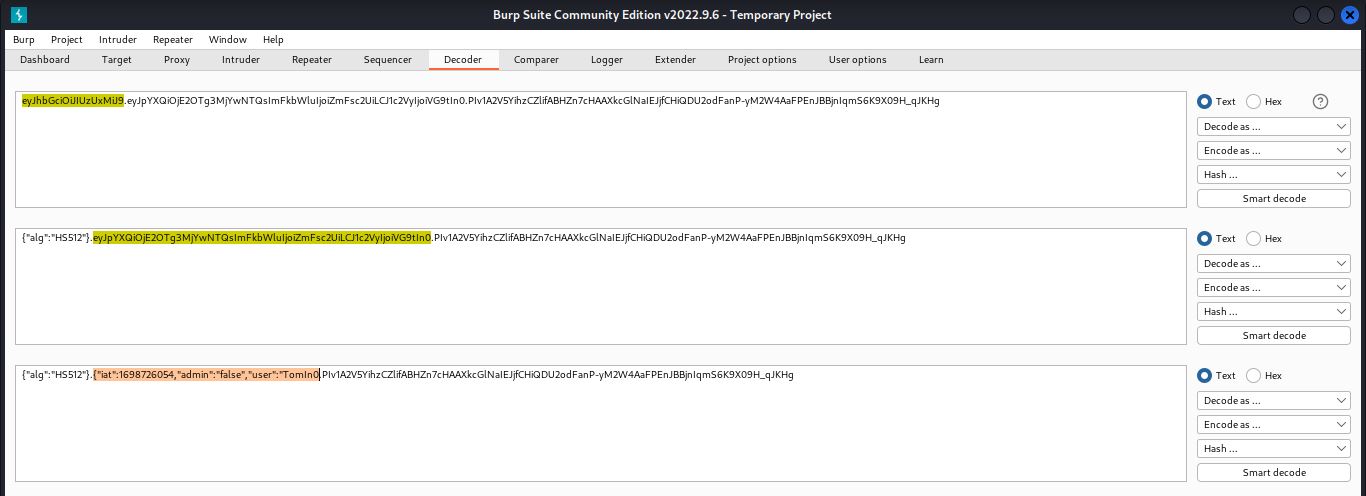 Burp Suite Community Edition v2022.9.6 - Temporary Project
Burp Project Intruder Repeater Window Help
Dashboard Target Proxy Intruder Repeater Sequencer Decoder Comparer Logger Extender Project options User options Learn
eyJhbGciOiJIUzUxMiJ9.eyJpYXQiOjE2OTg3MjYwNTQsImFkbWluIjoiZmFsc2UiLCJ1c2VyIjoiVG9tIn0.PIv1A2V5YihzCZlifABHZn7cHAAXkcGlNaIEJjfCHiQDU2odFanP-yM2W4AaFPEnJBBjnIqmS6K9X09H_qJKHg
Text Hex ?
Decode as ...
Encode as ...
Hash ...
Smart decode
{"alg":"HS512"}.eyJpYXQiOjE2OTg3MjYwNTQsImFkbWluIjoiZmFsc2UiLCJ1c2VyIjoiVG9tIn0.PIv1A2V5YihzCZlifABHZn7cHAAXkcGlNaIEJjfCHiQDU2odFanP-yM2W4AaFPEnJBBjnIqmS6K9X09H_qJKHg
Text Hex
Decode as ...
Encode as ...
Hash ...
Smart decode
{"alg":"HS512"}.{"iat":1698726054,"admin":"false","user":"TomIn0.PIv1A2V5YihzCZlifABHZn7cHAAXkcGlNaIEJjfCHiQDU2odFanP-yM2W4AaFPEnJBBjnIqmS6K9X09H_qJKHg
Text Hex
Decode as ...
Encode as ...
Hash ...
Smart decode